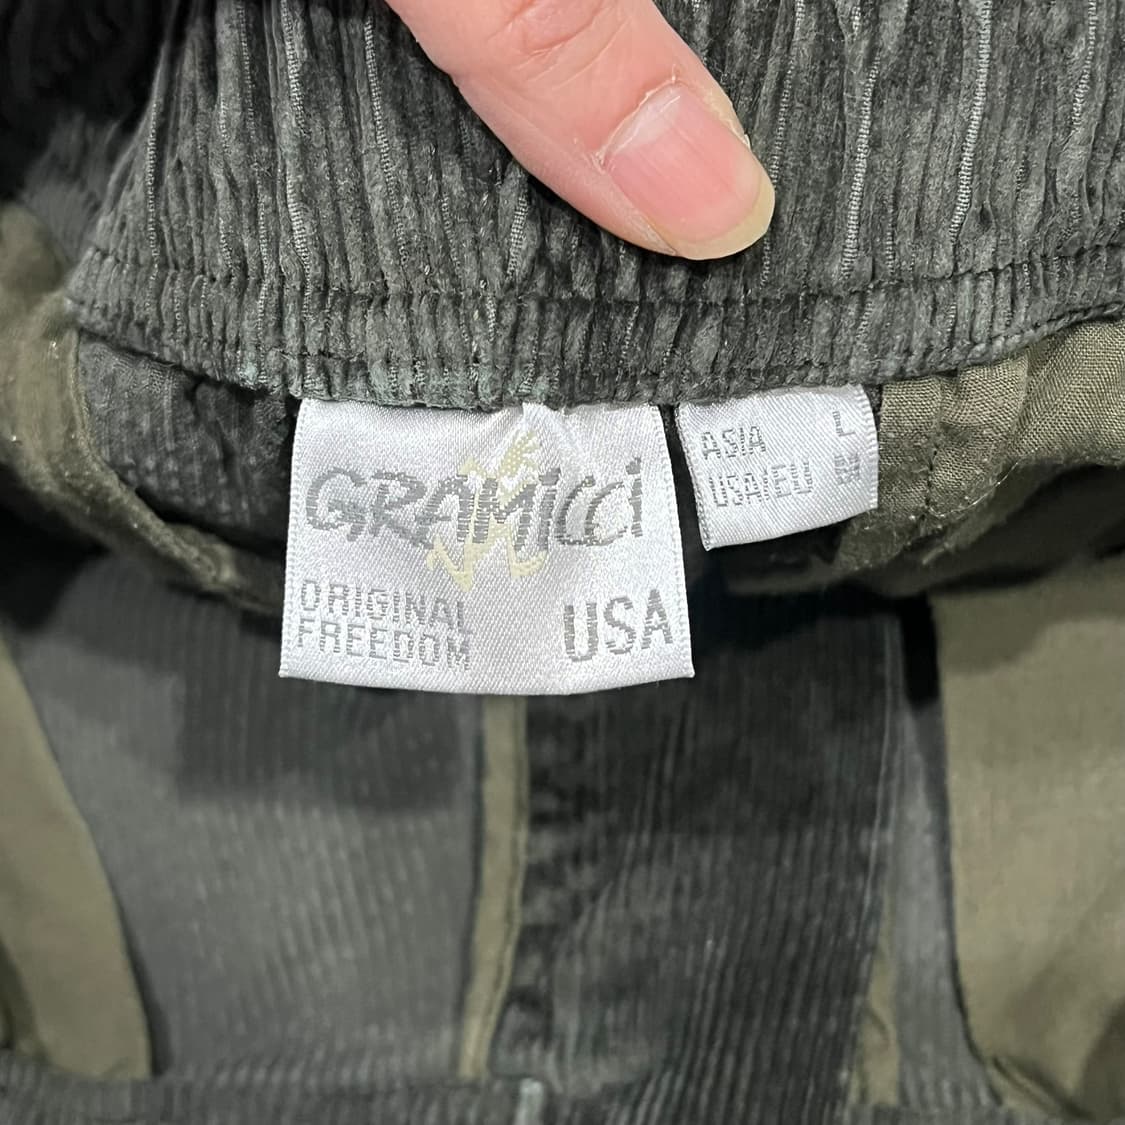 GRAMICCI
ORIGINAL
FREEDOM
USA
ASIA L
USA/EU